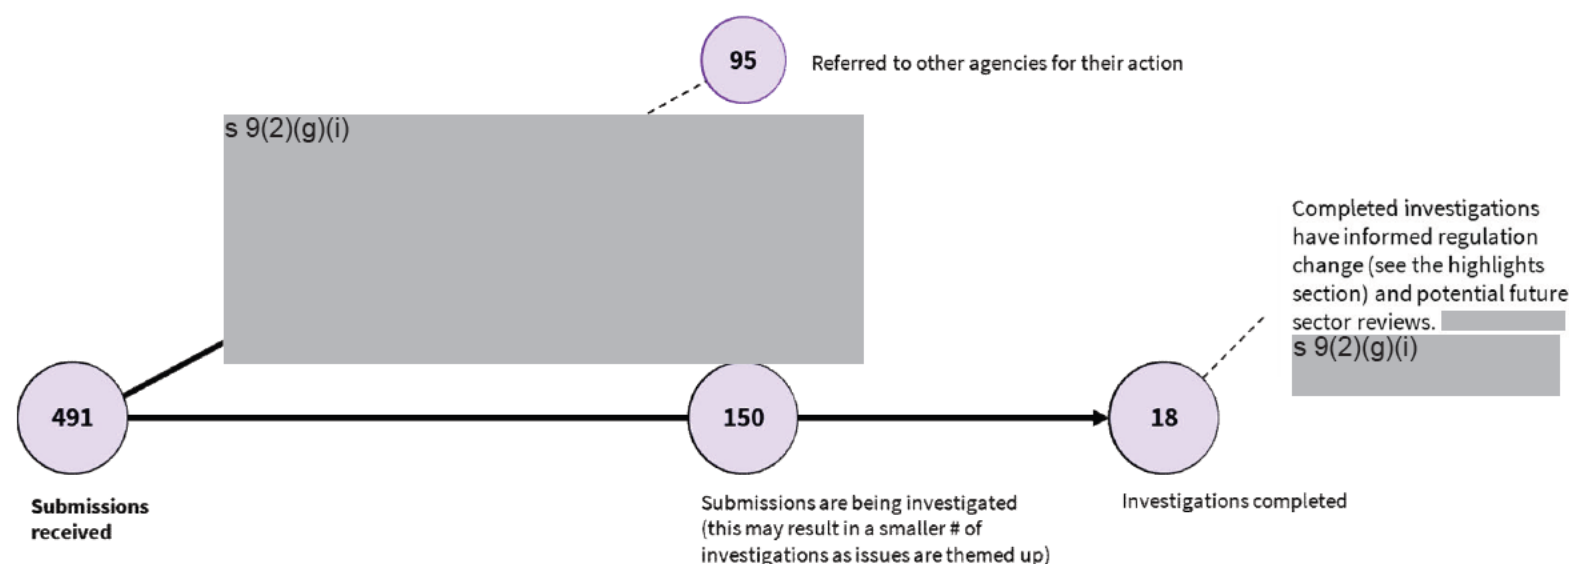 95
Referred to other agencies for their action
s 9(2)(g)(i)
Completed investigations
have informed regulation
change (see the highlights
section) and potential future
sector reviews.
s 9(2)(g)(i)
491
150
18
Submissions
received
Submissions are being investigated
(this may result in a smaller # of
investigations as issues are themed up)
Investigations completed